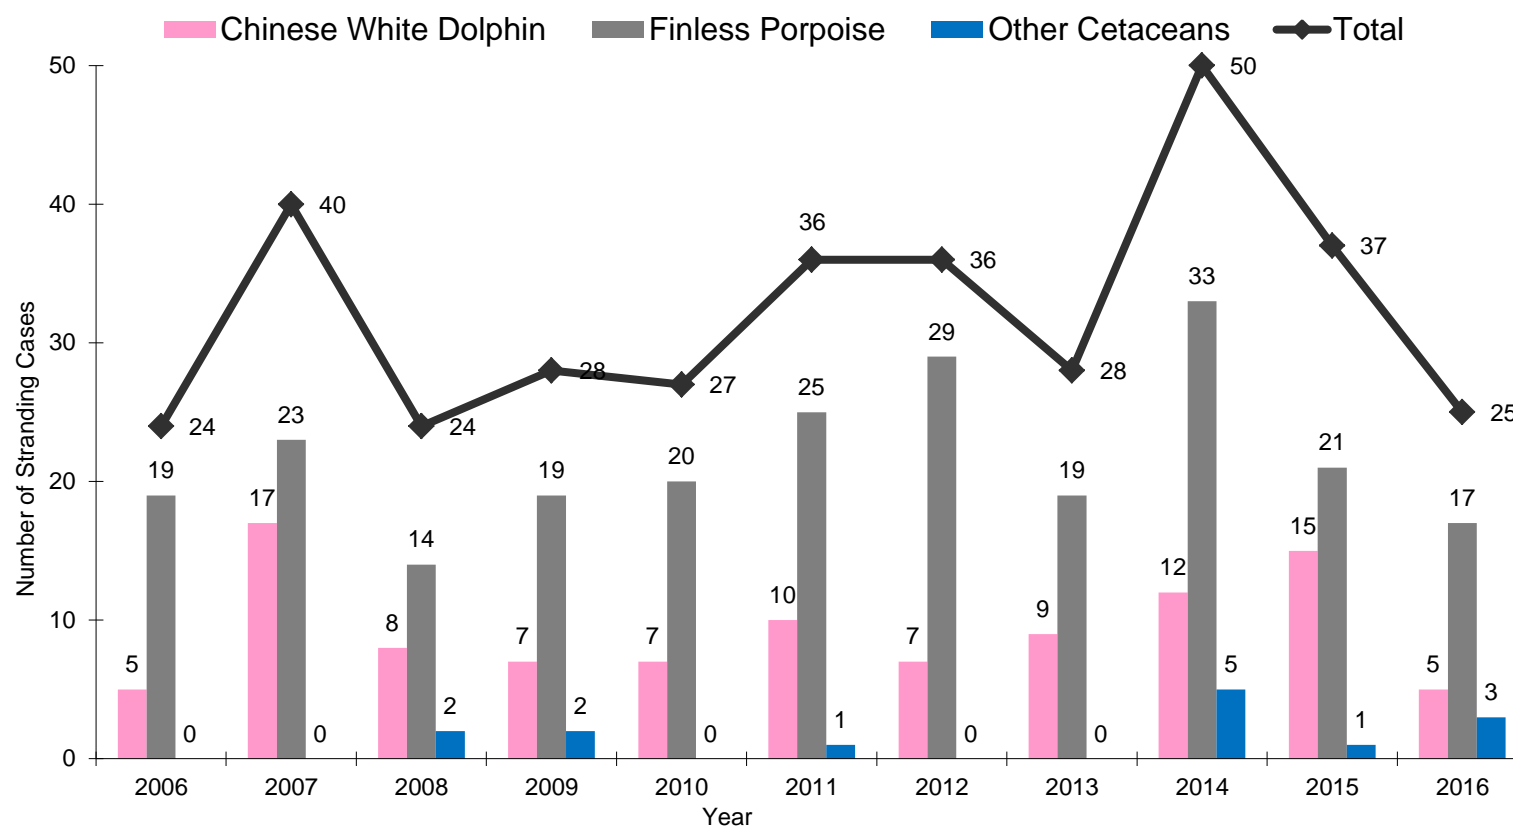 Chinese White Dolphin Finless Porpoise Other Cetaceans Total
50
40
30
20
10
0
Number of Stranding Cases
24 40 24 28 27 36 36 28 50 37 25
5 19 0
17 23 0
8 14 2
7 19 2
7 20 0
10 25 1
7 29 0
9 19 0
12 33 5
15 21 1
5 17 3
2006 2007 2008 2009 2010 2011 2012 2013 2014 2015 2016
Year